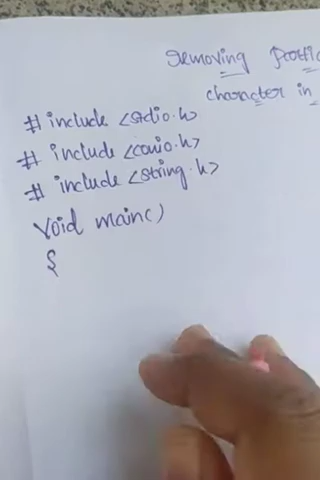 Removing
character in
# include <stdio.h>
# include <conio.h>
# include <string.h>
void main()
{